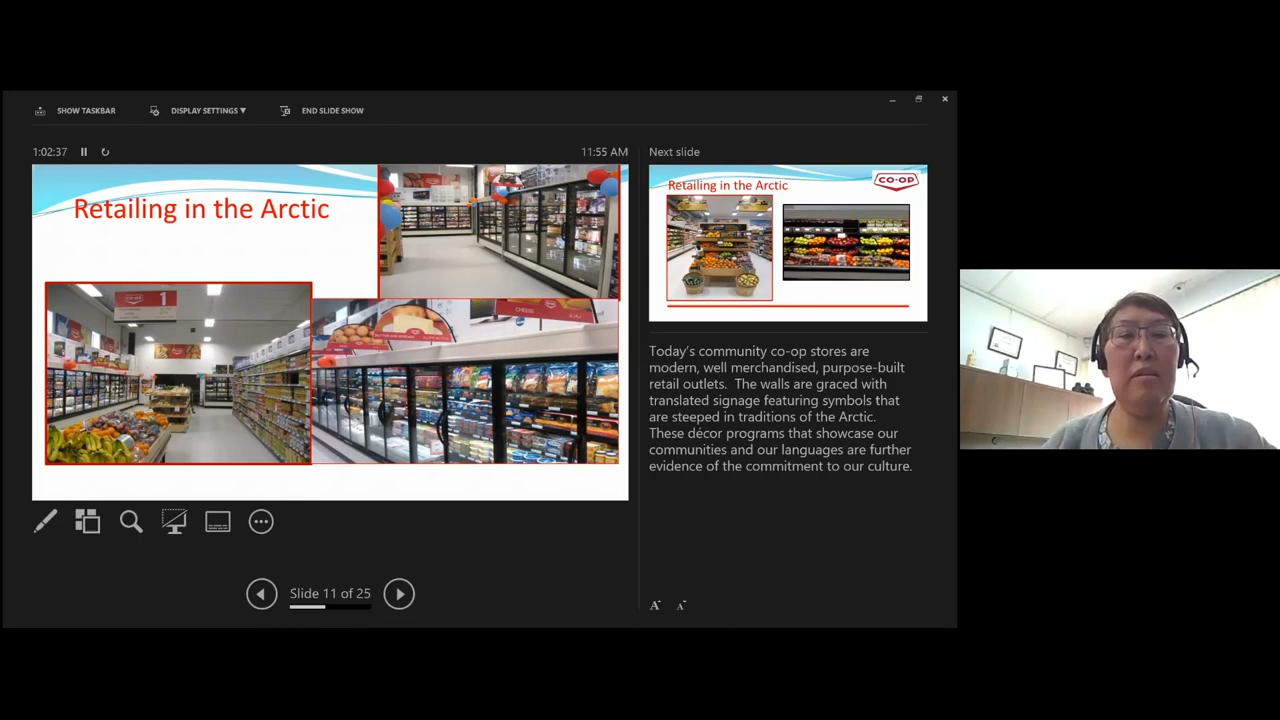 SHOW TASKBAR
DISPLAY SETTINGS ▼
END SLIDE SHOW
1:02:37
11:55 AM
Next slide
Retailing in the Arctic
1
CHEESE
Retailing in the Arctic
CO-OP
Today's community co-op stores are
modern, well merchandised, purpose-built
retail outlets.  The walls are graced with
translated signage featuring symbols that
are steeped in traditions of the Arctic.
These décor programs that showcase our
communities and our languages are further
evidence of the commitment to our culture.
Slide 11 of 25
A A